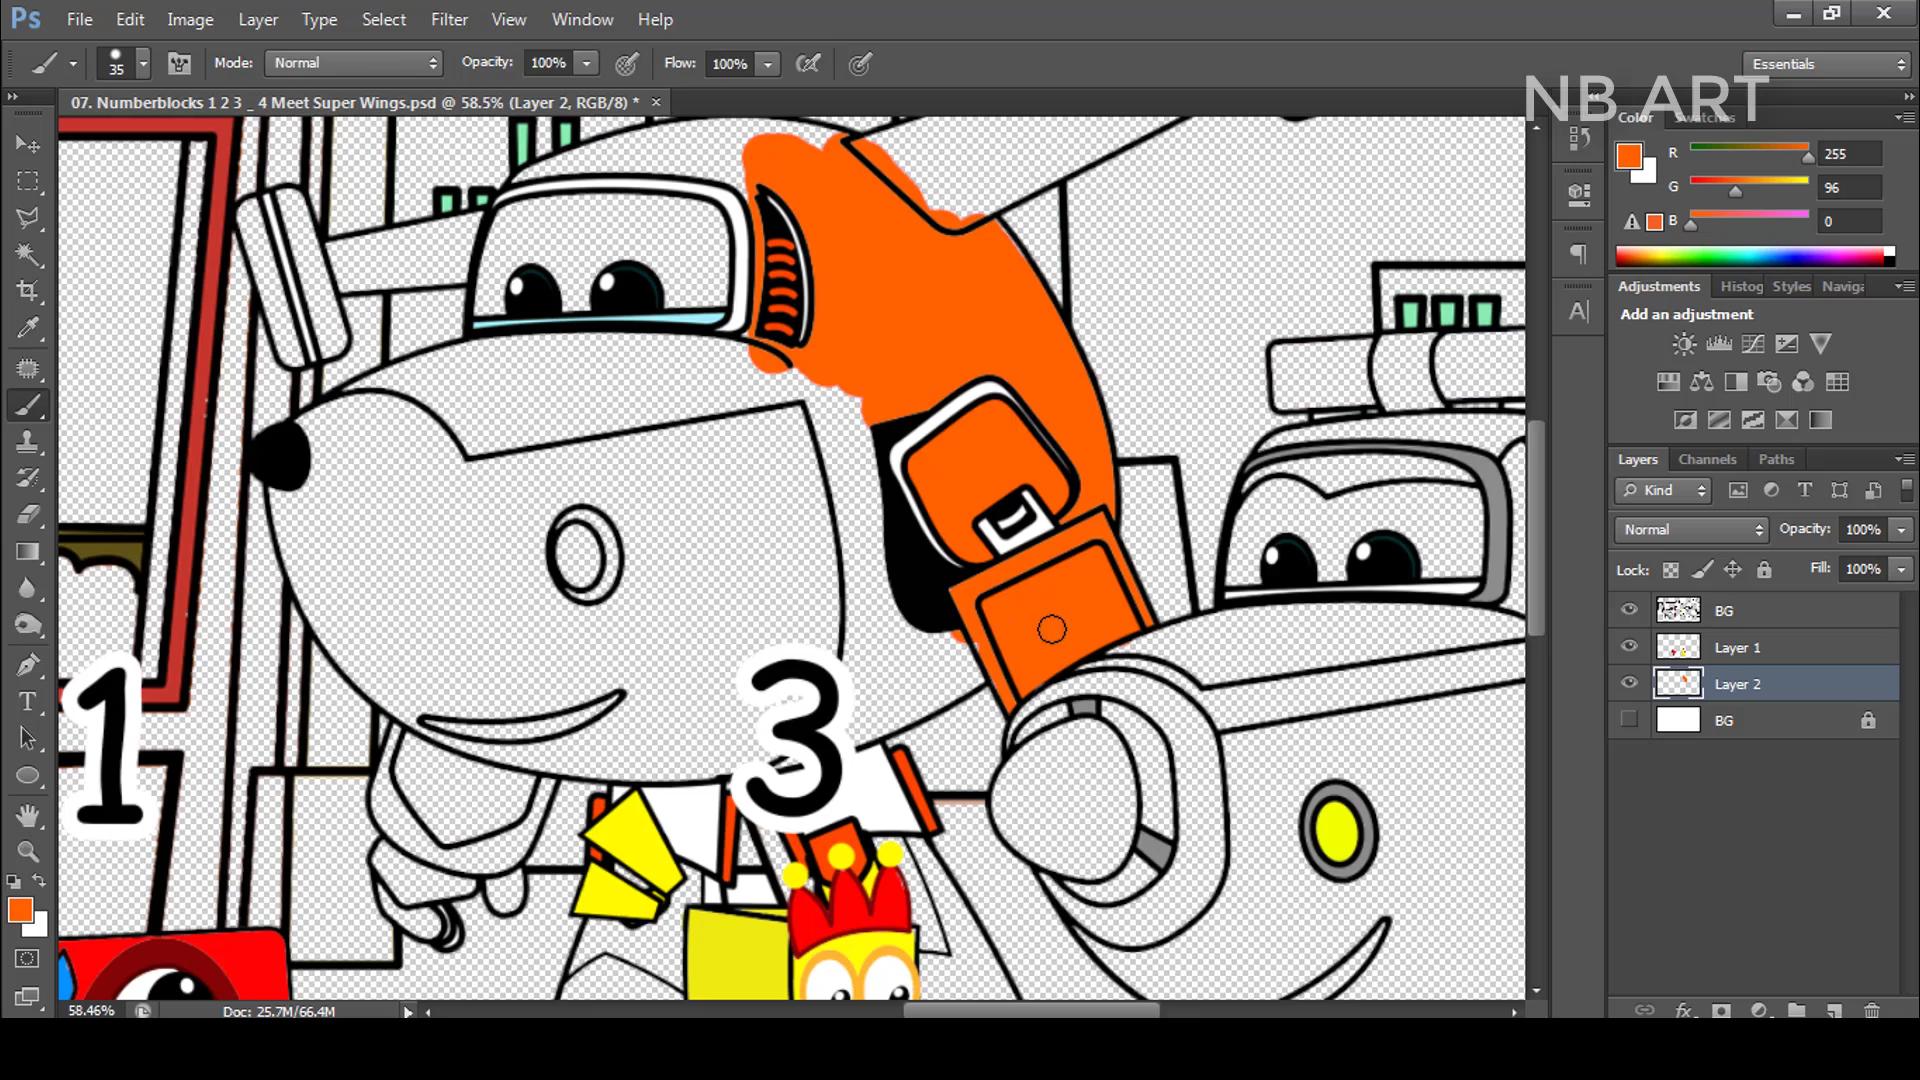 Ps File Edit Image Layer Type Select Filter View Window Help
35 Mode: Normal Opacity: 100% Flow: 100% Essentials
NB ART
07. Numberblocks 1 2 3 _ 4 Meet Super Wings.psd @ 58.5% (Layer 2, RGB/8) *
Color Swatches
R 255
G 96
B 0
Adjustments Histog Styles Naviga
Add an adjustment
Layers Channels Paths
Kind
Normal Opacity: 100%
Lock: Fill: 100%
BG
Layer 1
Layer 2
BG
1
3
58.46% Doc: 25.7M/66.4M